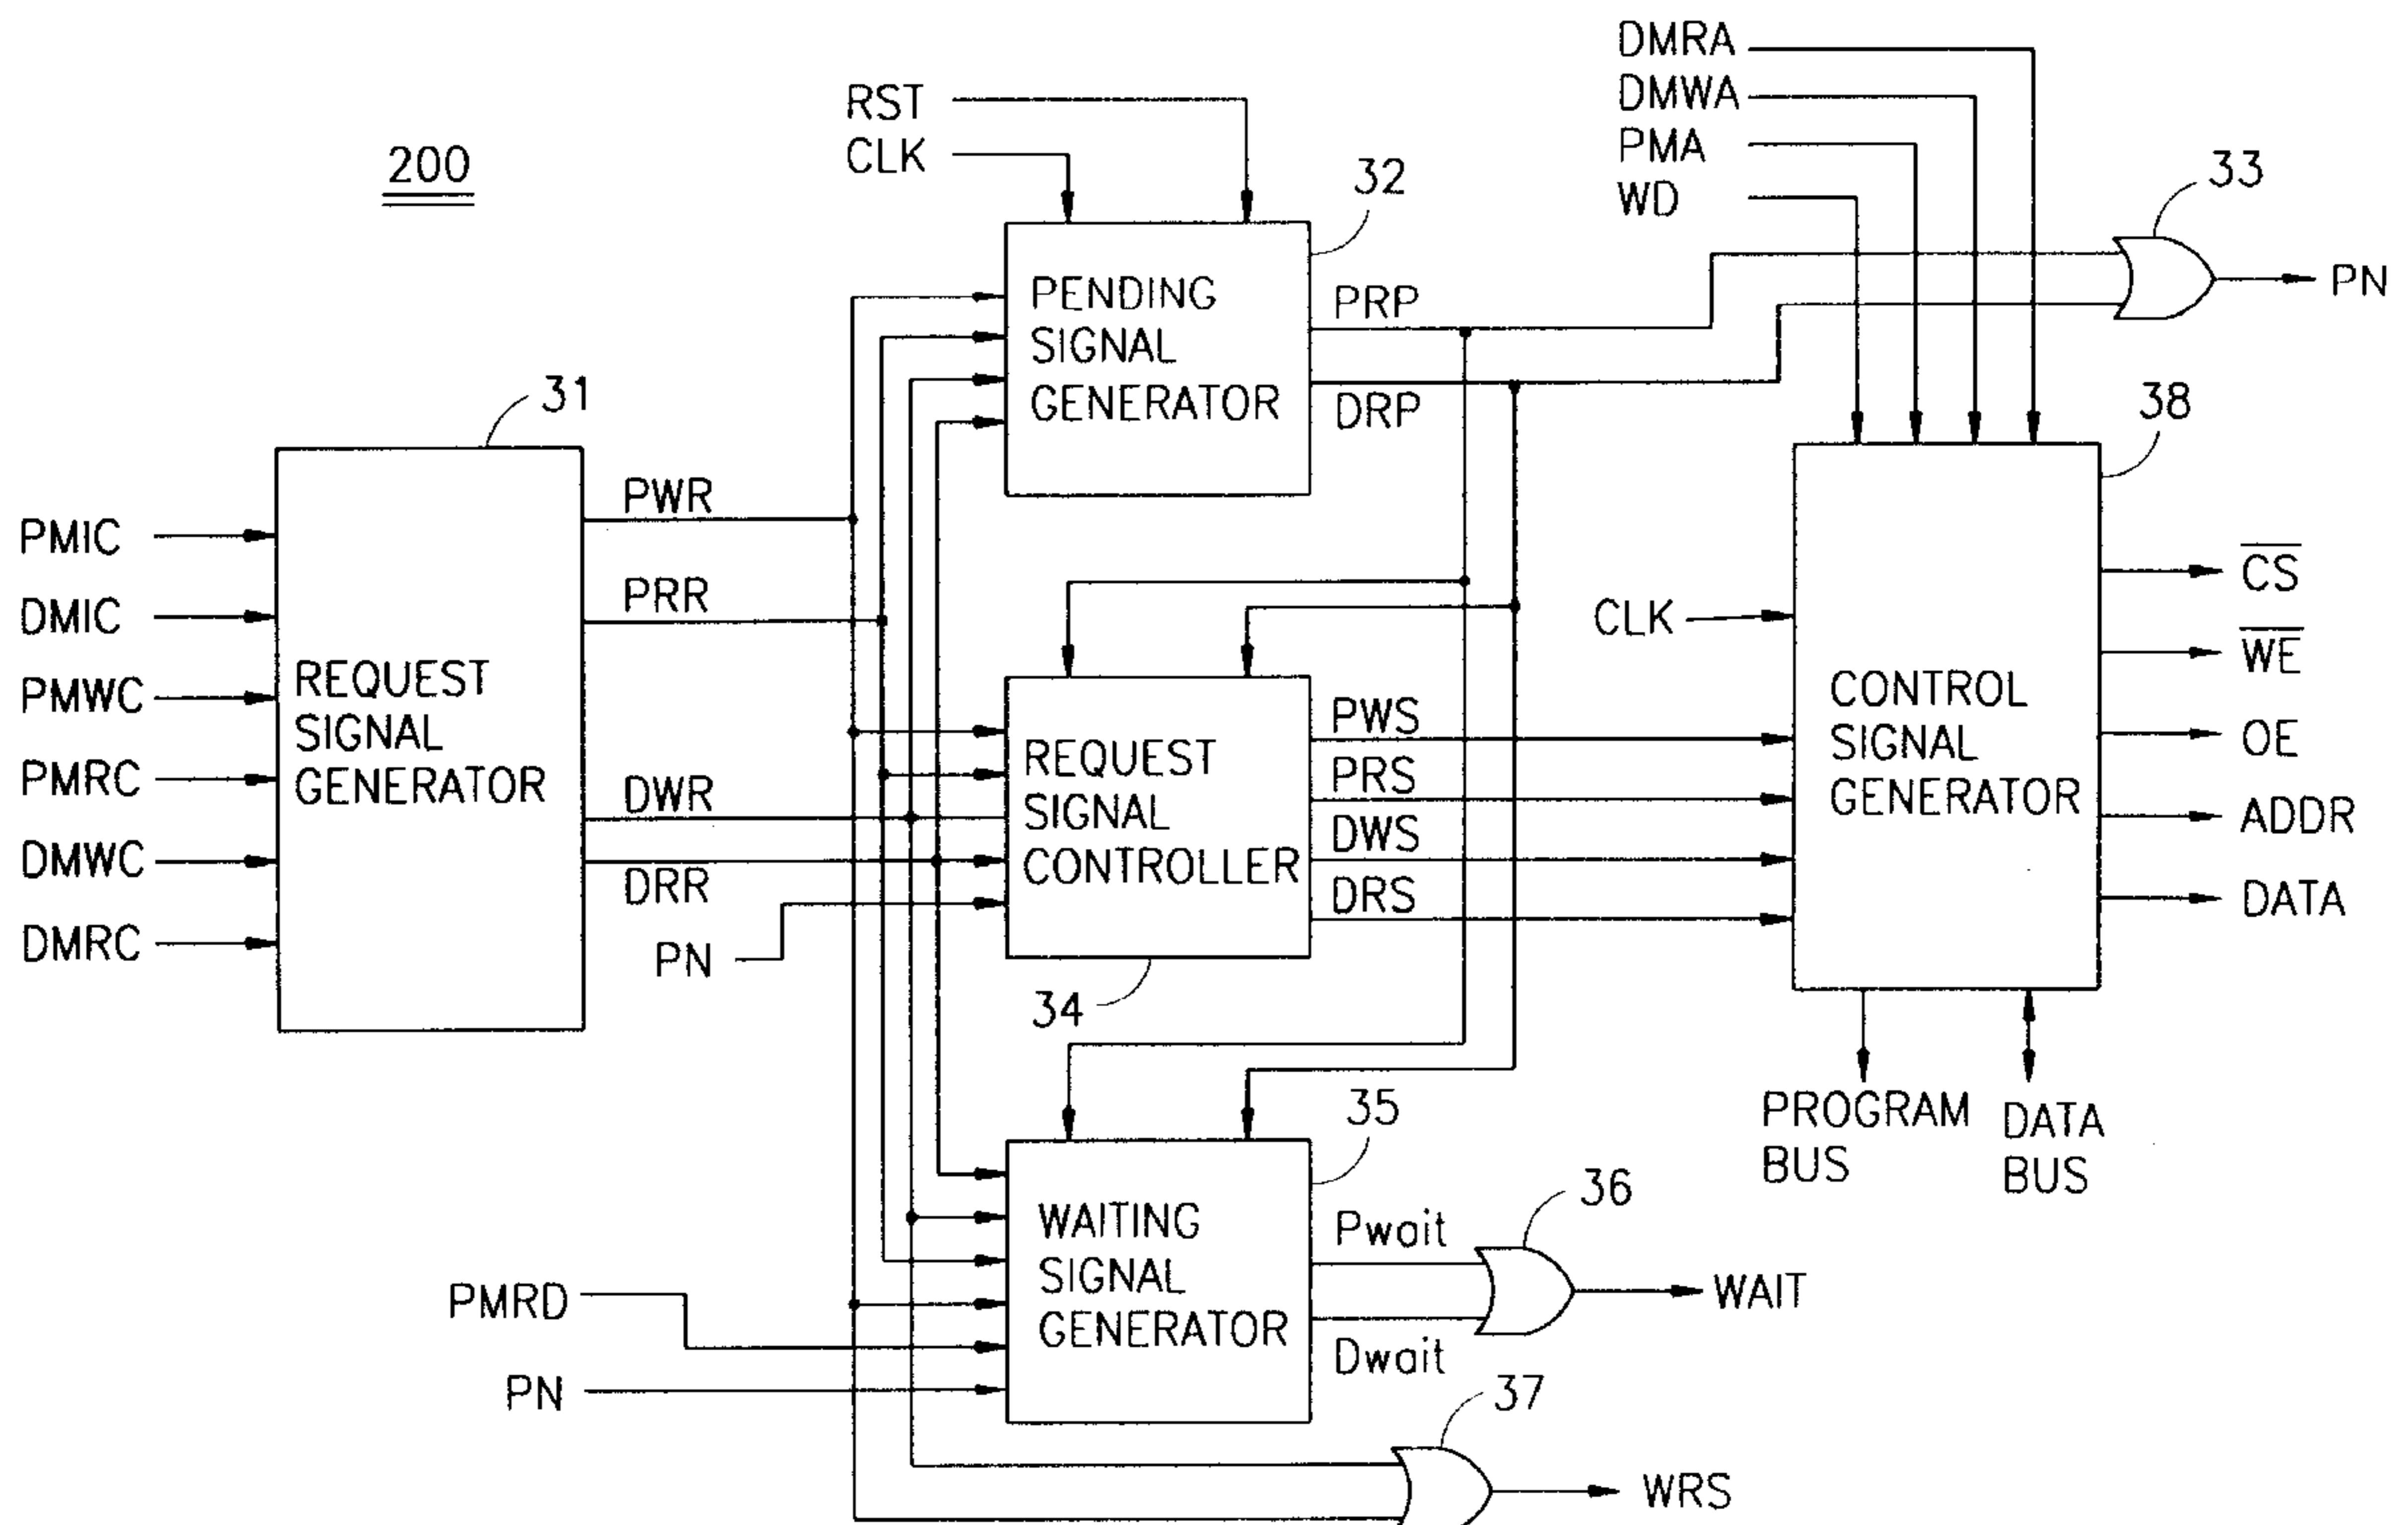 200
RST
CLK
DMRA
DMWA
PMA
WD
31
PMIC
DMIC
PMWC
PMRC
DMWC
DMRC
REQUEST
SIGNAL
GENERATOR
PWR
PRR
DWR
DRR
PN
32
PENDING
SIGNAL
GENERATOR
PRP
DRP
33
PN
REQUEST
SIGNAL
CONTROLLER
34
PWS
PRS
DWS
DRS
CLK
38
CONTROL
SIGNAL
GENERATOR
C̅S̅
W̅E̅
OE
ADDR
DATA
PROGRAM
BUS
DATA
BUS
PMRD
PN
35
WAITING
SIGNAL
GENERATOR
Pwait
Dwait
36
WAIT
37
WRS